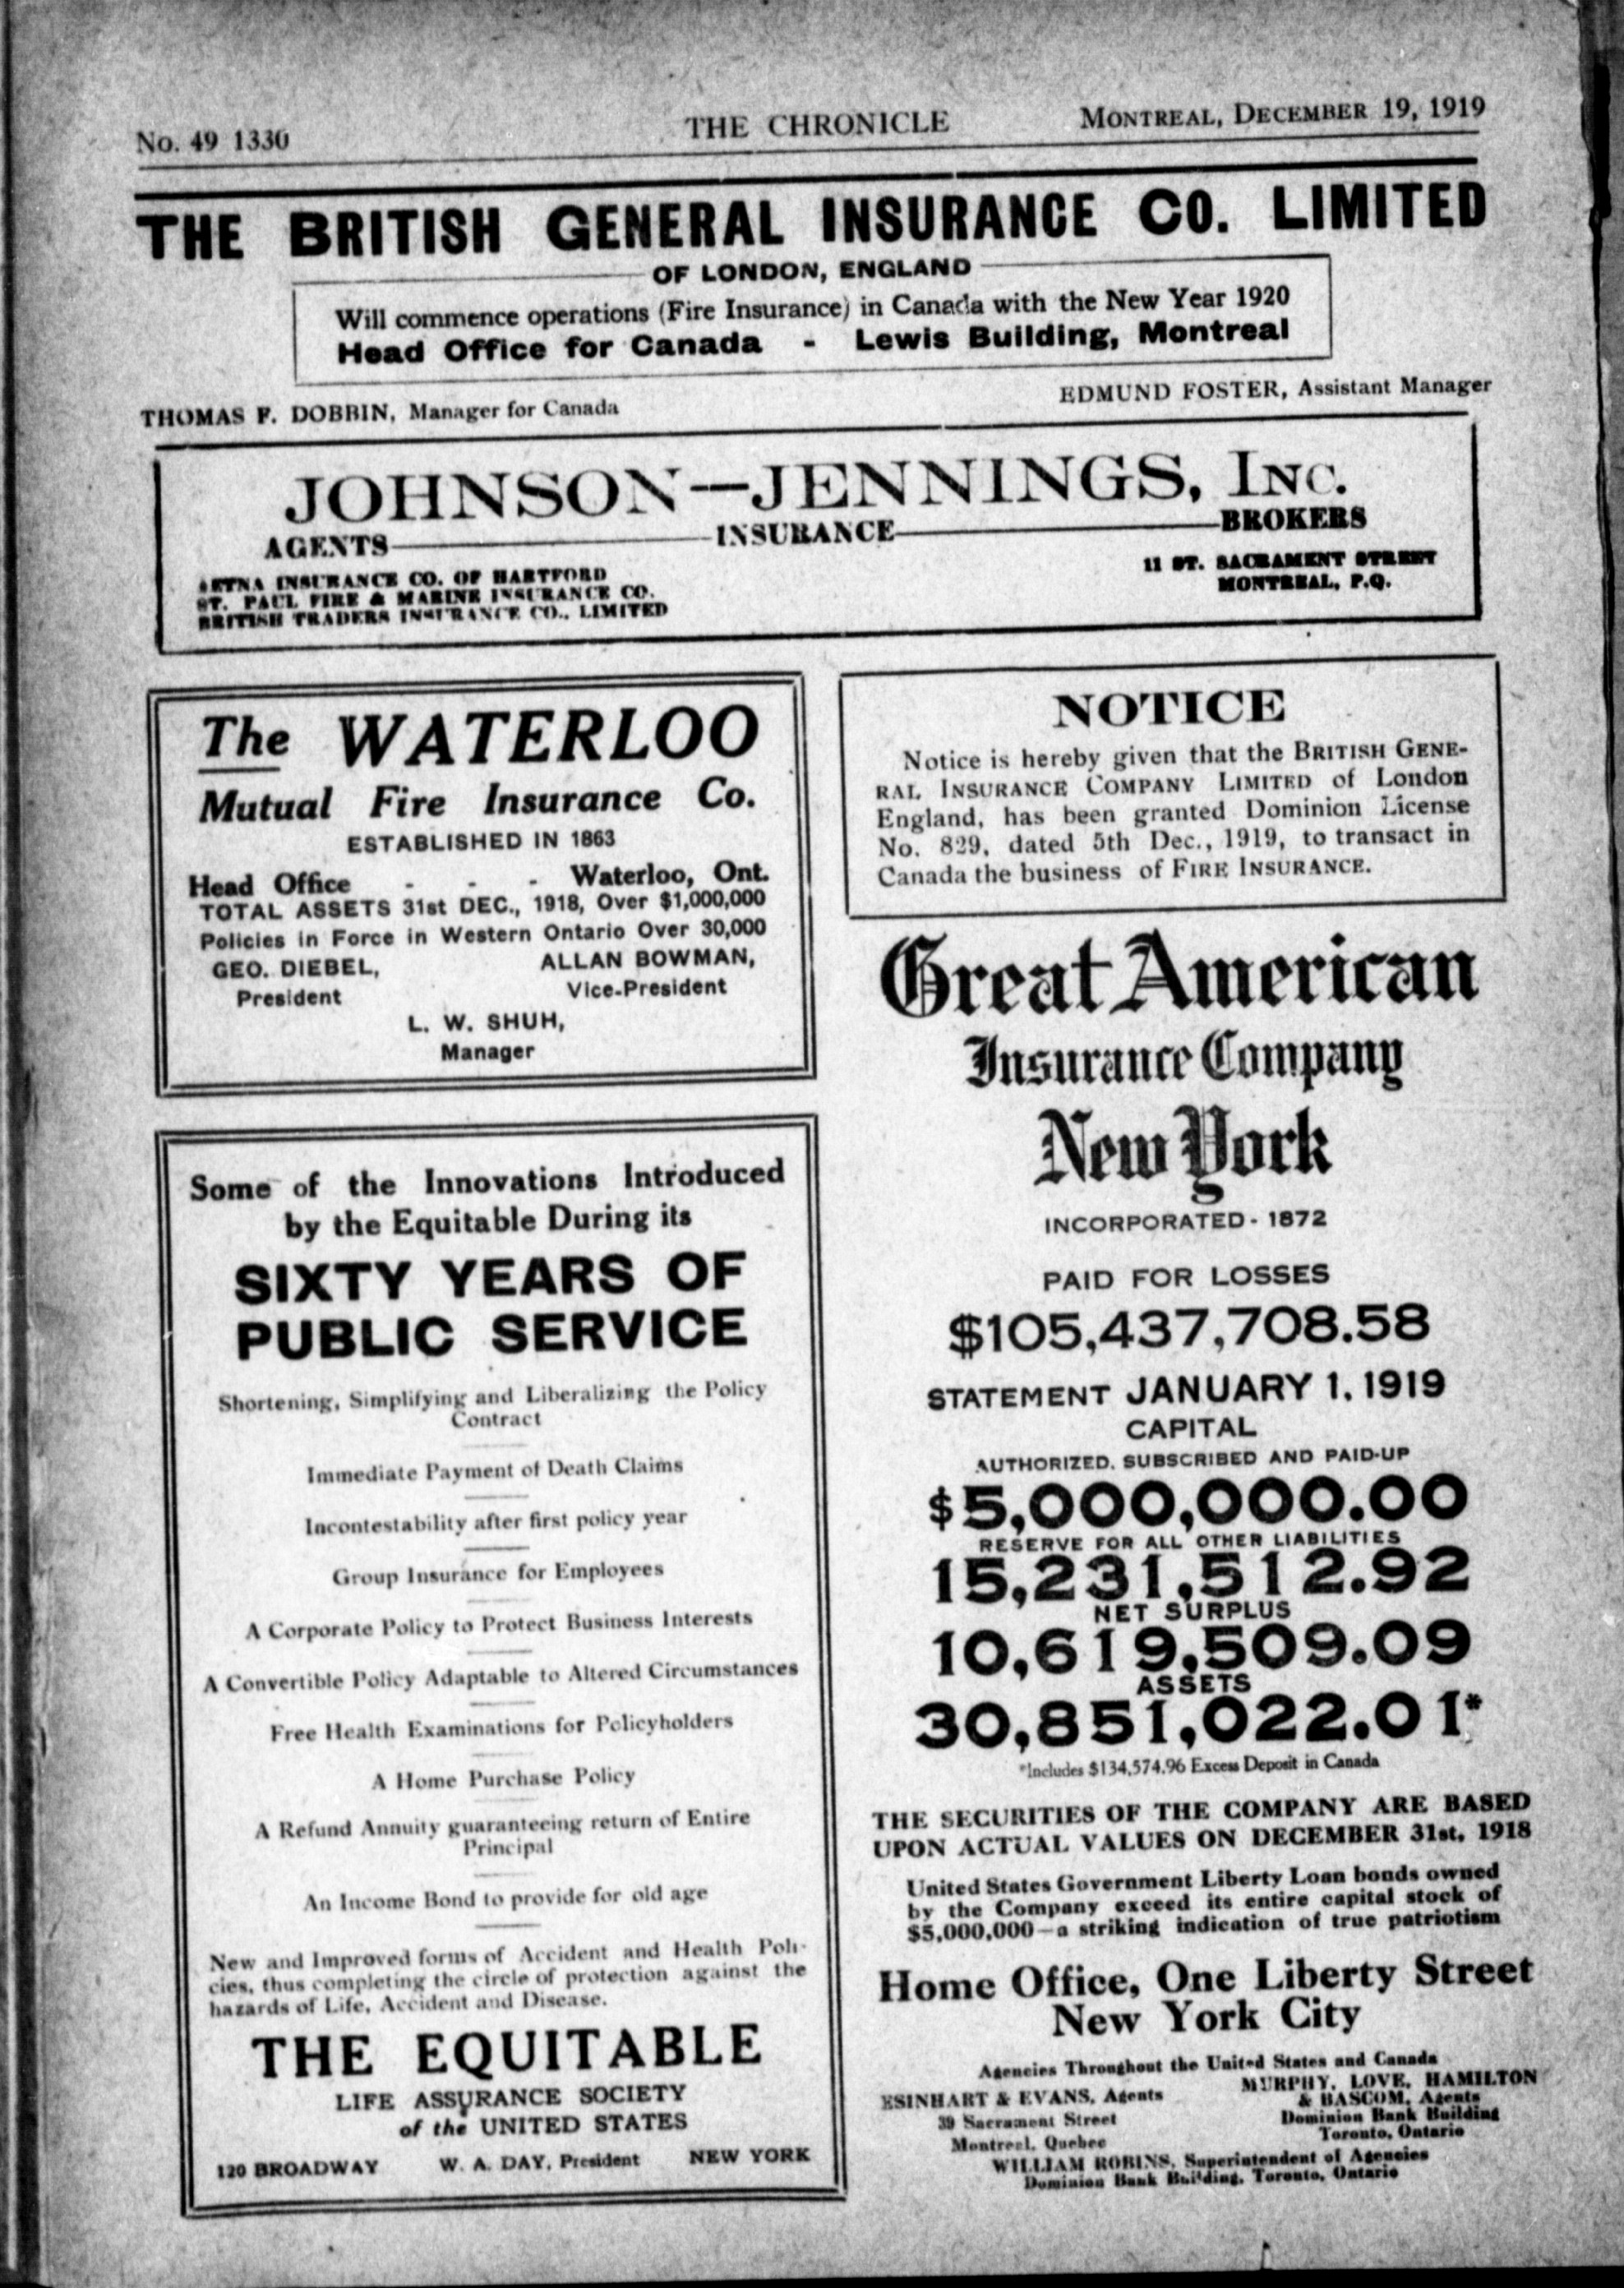 No. 49 1330
THE CHRONICLE
MONTREAL, DECEMBER 19, 1919
THE BRITISH GENERAL INSURANCE CO. LIMITED
OF LONDON, ENGLAND
Will commence operations (Fire Insurance) in Canada with the New Year 1920
Head Office for Canada - Lewis Building, Montreal
THOMAS F. DOBBIN, Manager for Canada
EDMUND FOSTER, Assistant Manager
JOHNSON—JENNINGS, INC.
AGENTS INSURANCE BROKERS
AETNA INSURANCE CO. OF HARTFORD
ST. PAUL FIRE & MARINE INSURANCE CO.
BRITISH TRADERS INSURANCE CO., LIMITED
11 ST. SACRAMENT STREET
MONTREAL, P.Q.
The WATERLOO
Mutual Fire Insurance Co.
ESTABLISHED IN 1863
Head Office - - - Waterloo, Ont.
TOTAL ASSETS 31st DEC., 1918, Over $1,000,000
Policies in Force in Western Ontario Over 30,000
GEO. DIEBEL, ALLAN BOWMAN,
President Vice-President
L. W. SHUH,
Manager
Some of the Innovations Introduced
by the Equitable During its
SIXTY YEARS OF
PUBLIC SERVICE
Shortening, Simplifying and Liberalizing the Policy
Contract
Immediate Payment of Death Claims
Incontestability after first policy year
Group Insurance for Employees
A Corporate Policy to Protect Business Interests
A Convertible Policy Adaptable to Altered Circumstances
Free Health Examinations for Policyholders
A Home Purchase Policy
A Refund Annuity guaranteeing return of Entire
Principal
An Income Bond to provide for old age
New and Improved forms of Accident and Health Poli-
cies, thus completing the circle of protection against the
hazards of Life, Accident and Disease.
THE EQUITABLE
LIFE ASSURANCE SOCIETY
of the UNITED STATES
120 BROADWAY W. A. DAY, President NEW YORK
NOTICE
Notice is hereby given that the BRITISH GENE-
RAL INSURANCE COMPANY LIMITED of London
England, has been granted Dominion License
No. 829, dated 5th Dec., 1919, to transact in
Canada the business of FIRE INSURANCE.
Great American
Insurance Company
New York
INCORPORATED - 1872
PAID FOR LOSSES
$105,437,708.58
STATEMENT JANUARY 1, 1919
CAPITAL
AUTHORIZED, SUBSCRIBED AND PAID-UP
$5,000,000.00
RESERVE FOR ALL OTHER LIABILITIES
15,231,512.92
NET SURPLUS
10,619,509.09
ASSETS
30,851,022.01*
*Includes $134,574.96 Excess Deposit in Canada
THE SECURITIES OF THE COMPANY ARE BASED
UPON ACTUAL VALUES ON DECEMBER 31st, 1918
United States Government Liberty Loan bonds owned
by the Company exceed its entire capital stock of
$5,000,000—a striking indication of true patriotism
Home Office, One Liberty Street
New York City
Agencies Throughout the United States and Canada
ESINHART & EVANS, Agents
39 Sacrament Street
Montreal, Quebec
MURPHY, LOVE, HAMILTON
& BASCOM, Agents
Dominion Bank Building
Toronto, Ontario
WILLIAM ROBINS, Superintendent of Agencies
Dominion Bank Building, Toronto, Ontario